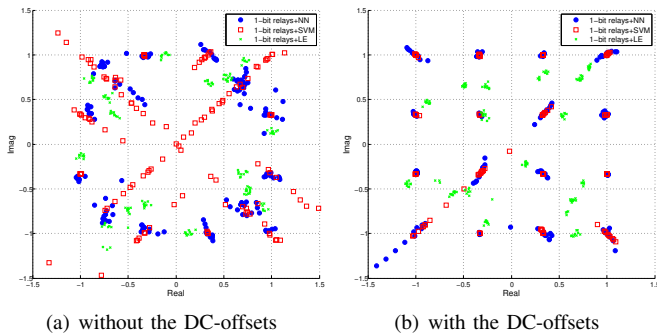 1-bit relays+NN
1-bit relays+SVM
1-bit relays+LE
1.5
1
0.5
0
−0.5
−1
−1.5
−1.5 −1 −0.5 0 0.5 1 1.5
Imag
Real
(a) without the DC-offsets
1-bit relays+NN
1-bit relays+SVM
1-bit relays+LE
1.5
1
0.5
0
−0.5
−1
−1.5
−1.5 −1 −0.5 0 0.5 1 1.5
Imag
Real
(b) with the DC-offsets